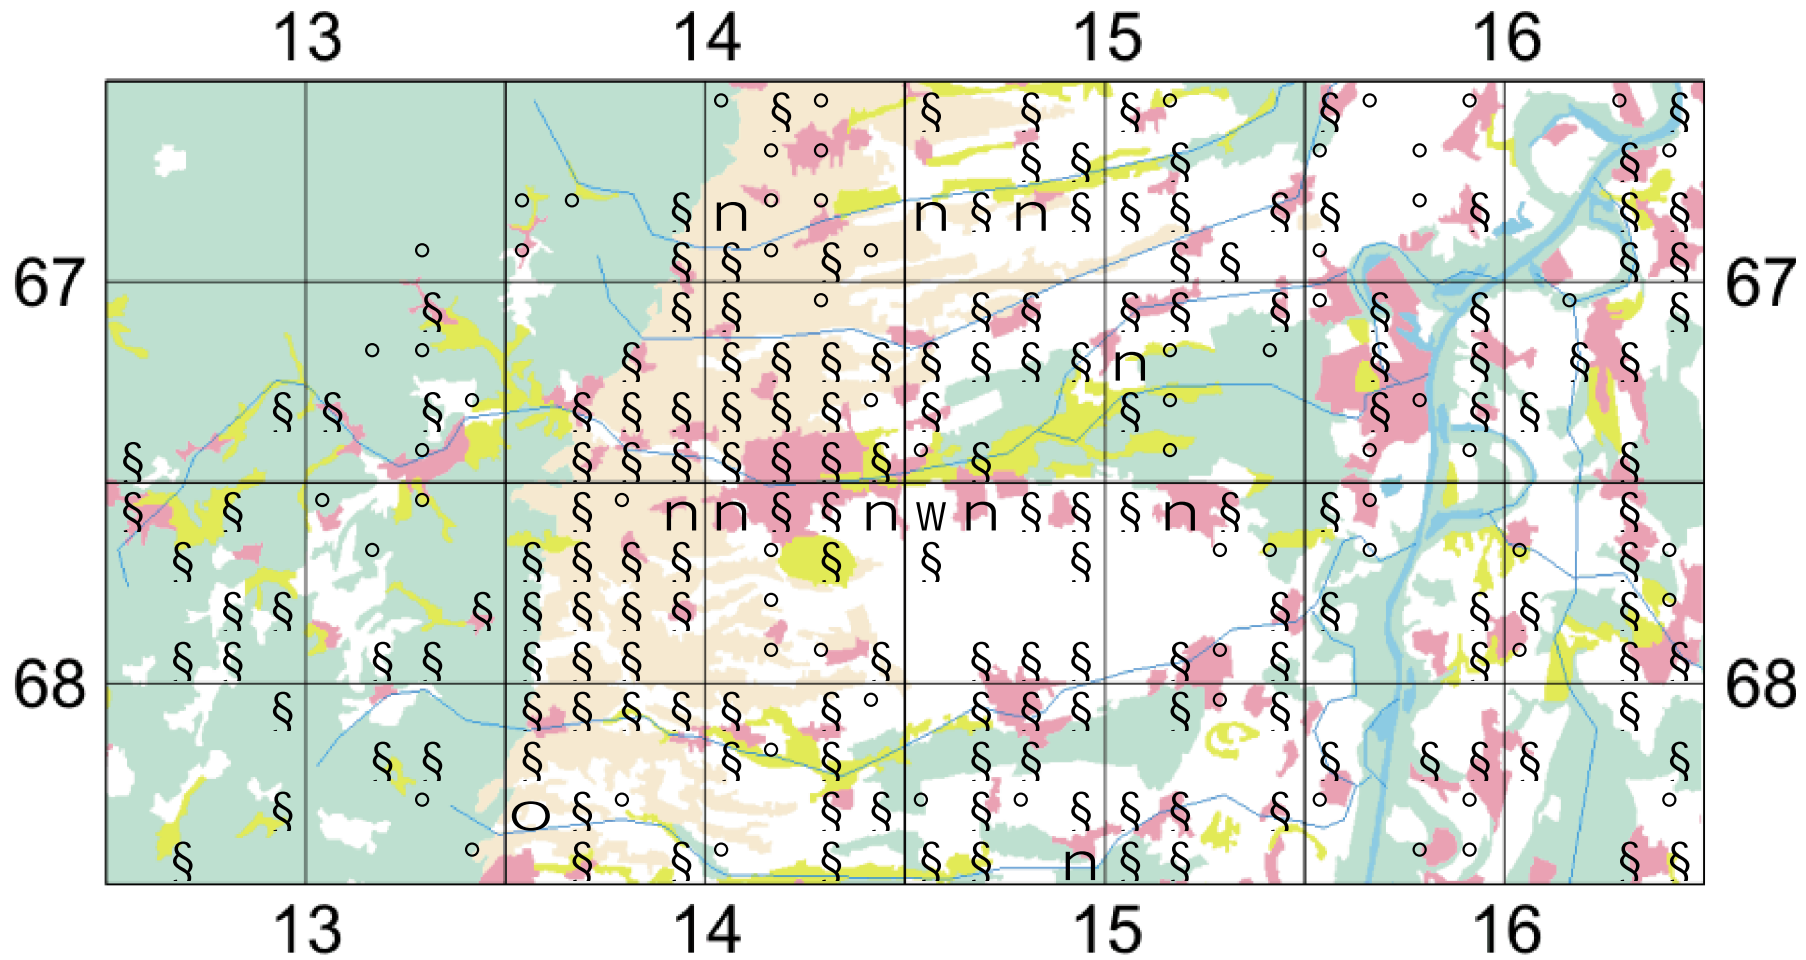 13 14 15 16
° § ° § § § ° § ° ° ° §
° ° § § § ° ° § °
° ° § n ° ° n § n § § § § § ° § § §
° ° § § ° § ° § § ° § §
67 67
§ § § ° § § § § § ° § § ° §
° ° § § § § § § § § § n ° ° § § § §
§ § § ° § § § § § § ° § § ° § ° § §
§ ° § § § § § § § ° § ° ° ° §
§ § ° ° § ° n n § § n w n § § § n § § ° §
§ ° § § § § ° § § § ° ° ° ° § °
§ § § § § § § ° § § § § § °
§ § § § § § § ° ° § § § § § ° § § ° § §
68 68
§ § § § § § § ° § § § § ° § §
§ § § § ° § § § § § § § §
§ ° o § ° § § ° § ° § § § § ° ° °
§ ° § § ° § § § n § § ° ° § §
13 14 15 16